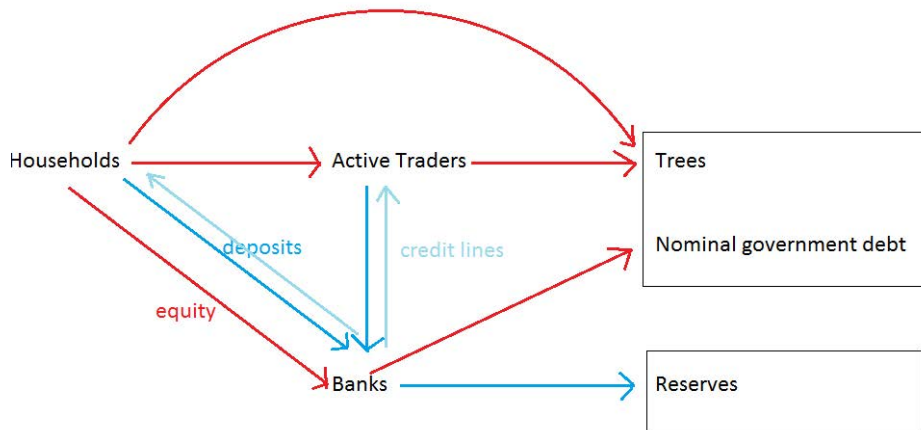 Households
Active Traders
Trees
deposits
credit lines
Nominal government debt
equity
Banks
Reserves